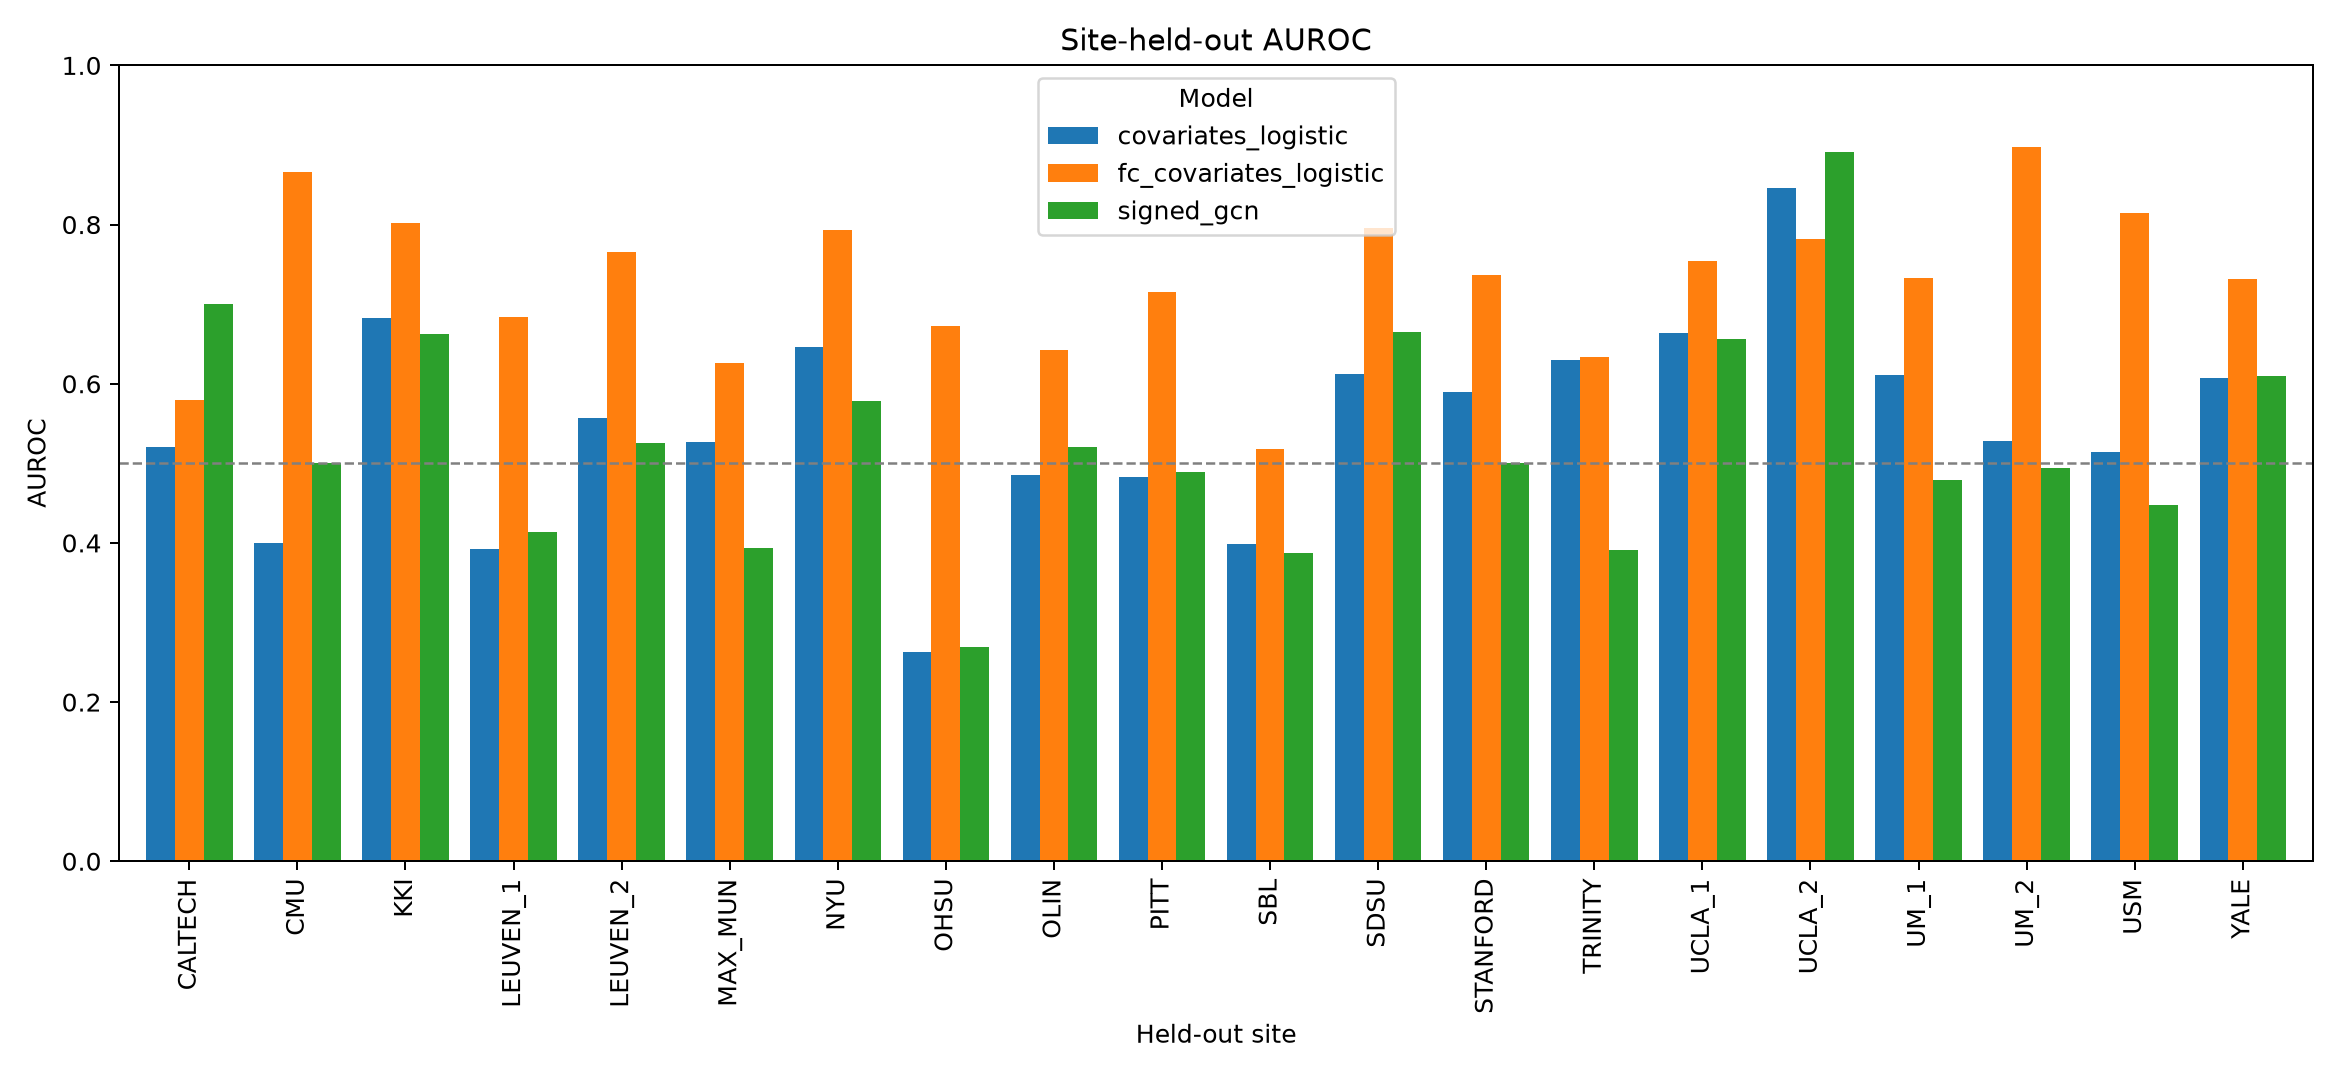 Site-held-out AUROC
Model
covariates_logistic
fc_covariates_logistic
signed_gcn
AUROC
1.0
0.8
0.6
0.4
0.2
0.0
CALTECH
CMU
KKI
LEUVEN_1
LEUVEN_2
MAX_MUN
NYU
OHSU
OLIN
PITT
SBL
SDSU
STANFORD
TRINITY
UCLA_1
UCLA_2
UM_1
UM_2
USM
YALE
Held-out site